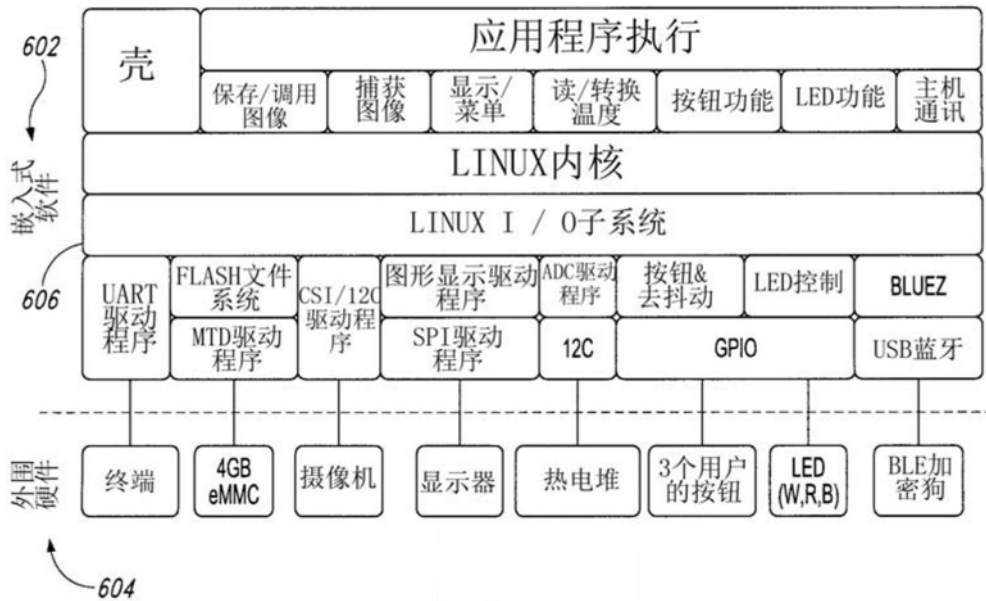 602
壳
应用程序执行
保存/调用
图像
捕获
图像
显示/
菜单
读/转换
温度
按钮功能
LED功能
主机
通讯
LINUX内核
嵌入式
软件
LINUX I / O子系统
606
UART
驱动
程序
FLASH文件
系统
MTD驱动
程序
CSI/12C
驱动程
序
图形显示驱动
程序
SPI驱动
程序
ADC驱动
程序
12C
按钮&
去抖动
LED控制
GPIO
BLUEZ
USB蓝牙
外围
硬件
终端
4GB
eMMC
摄像机
显示器
热电堆
3个用户
的按钮
LED
(W,R,B)
BLE加
密狗
604